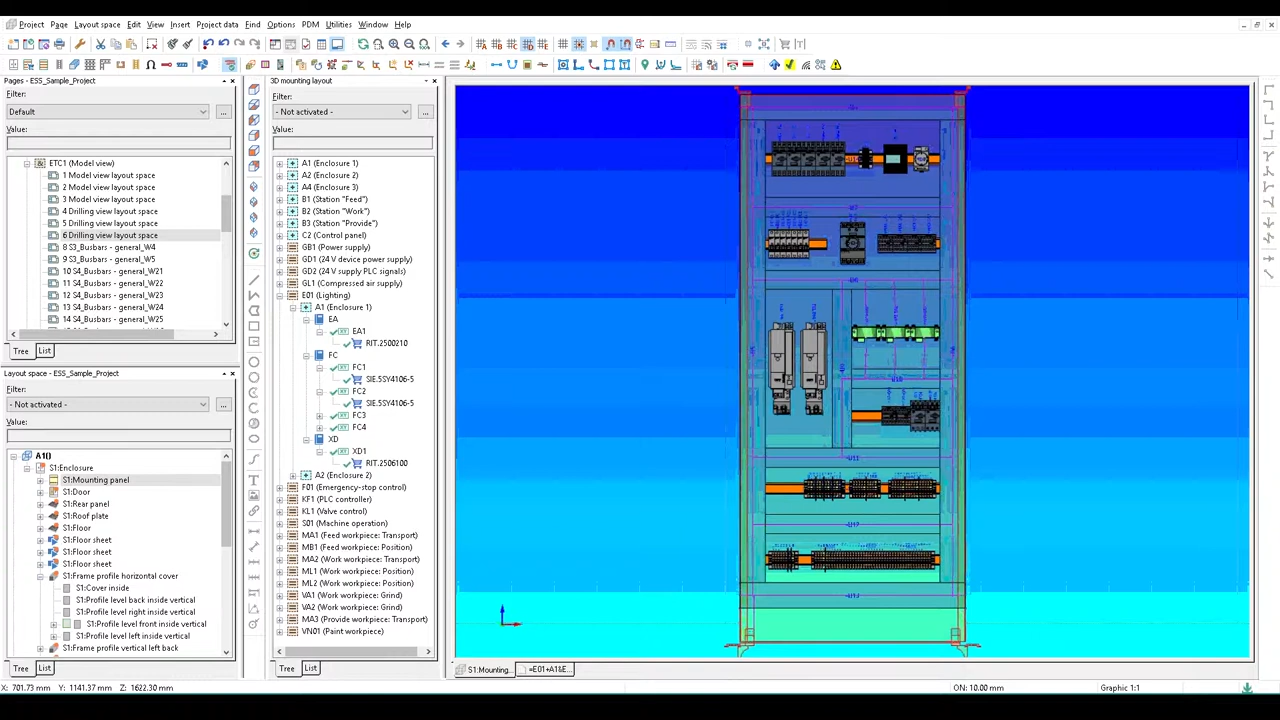 Project Page Layout space Edit View Insert Project data Find Options PDM Utilities Window Help
Pages - ESS_Sample_Project
Filter:
Default
...
Value:
ETC1 (Model view)
1 Model view layout space
2 Model view layout space
3 Model view layout space
4 Drilling view layout space
5 Drilling view layout space
6 Drilling view layout space
8 S3_Busbars - general_W4
9 S3_Busbars - general_W5
10 S4_Busbars - general_W21
11 S4_Busbars - general_W22
12 S4_Busbars - general_W23
13 S4_Busbars - general_W24
14 S4_Busbars - general_W25
Tree List
Layout space - ESS_Sample_Project
Filter:
- Not activated -
...
Value:
A1()
S1:Enclosure
S1:Mounting panel
S1:Door
S1:Rear panel
S1:Roof plate
S1:Floor
S1:Floor sheet
S1:Floor sheet
S1:Floor sheet
S1:Frame profile horizontal cover
S1:Cover inside
S1:Profile level back inside vertical
S1:Profile level right inside vertical
S1:Profile level front inside vertical
S1:Profile level left inside vertical
S1:Frame profile vertical left back
Tree List
3D mounting layout
Filter:
- Not activated -
...
Value:
A1 (Enclosure 1)
A2 (Enclosure 2)
A4 (Enclosure 3)
B1 (Station "Feed")
B2 (Station "Work")
B3 (Station "Provide")
C2 (Control panel)
GB1 (Power supply)
GD1 (24 V device power supply)
GD2 (24 V supply PLC signals)
GL1 (Compressed air supply)
E01 (Lighting)
A1 (Enclosure 1)
EA
EA1
RIT.2500210
FC
FC1
SIE.5SY4106-5
FC2
SIE.5SY4106-5
FC3
FC4
XD
XD1
RIT.2506100
A2 (Enclosure 2)
F01 (Emergency-stop control)
KF1 (PLC controller)
KL1 (Valve control)
S01 (Machine operation)
MA1 (Feed workpiece: Transport)
MB1 (Feed workpiece: Position)
MA2 (Work workpiece: Transport)
ML1 (Work workpiece: Position)
ML2 (Work workpiece: Position)
VA1 (Work workpiece: Grind)
VA2 (Work workpiece: Grind)
MA3 (Provide workpiece: Transport)
VN01 (Paint workpiece)
Tree List
S1:Mounting... =E01+A1&E...
X: 701.73 mm Y: 1141.37 mm Z: 1622.30 mm ON: 10.00 mm Graphic 1:1